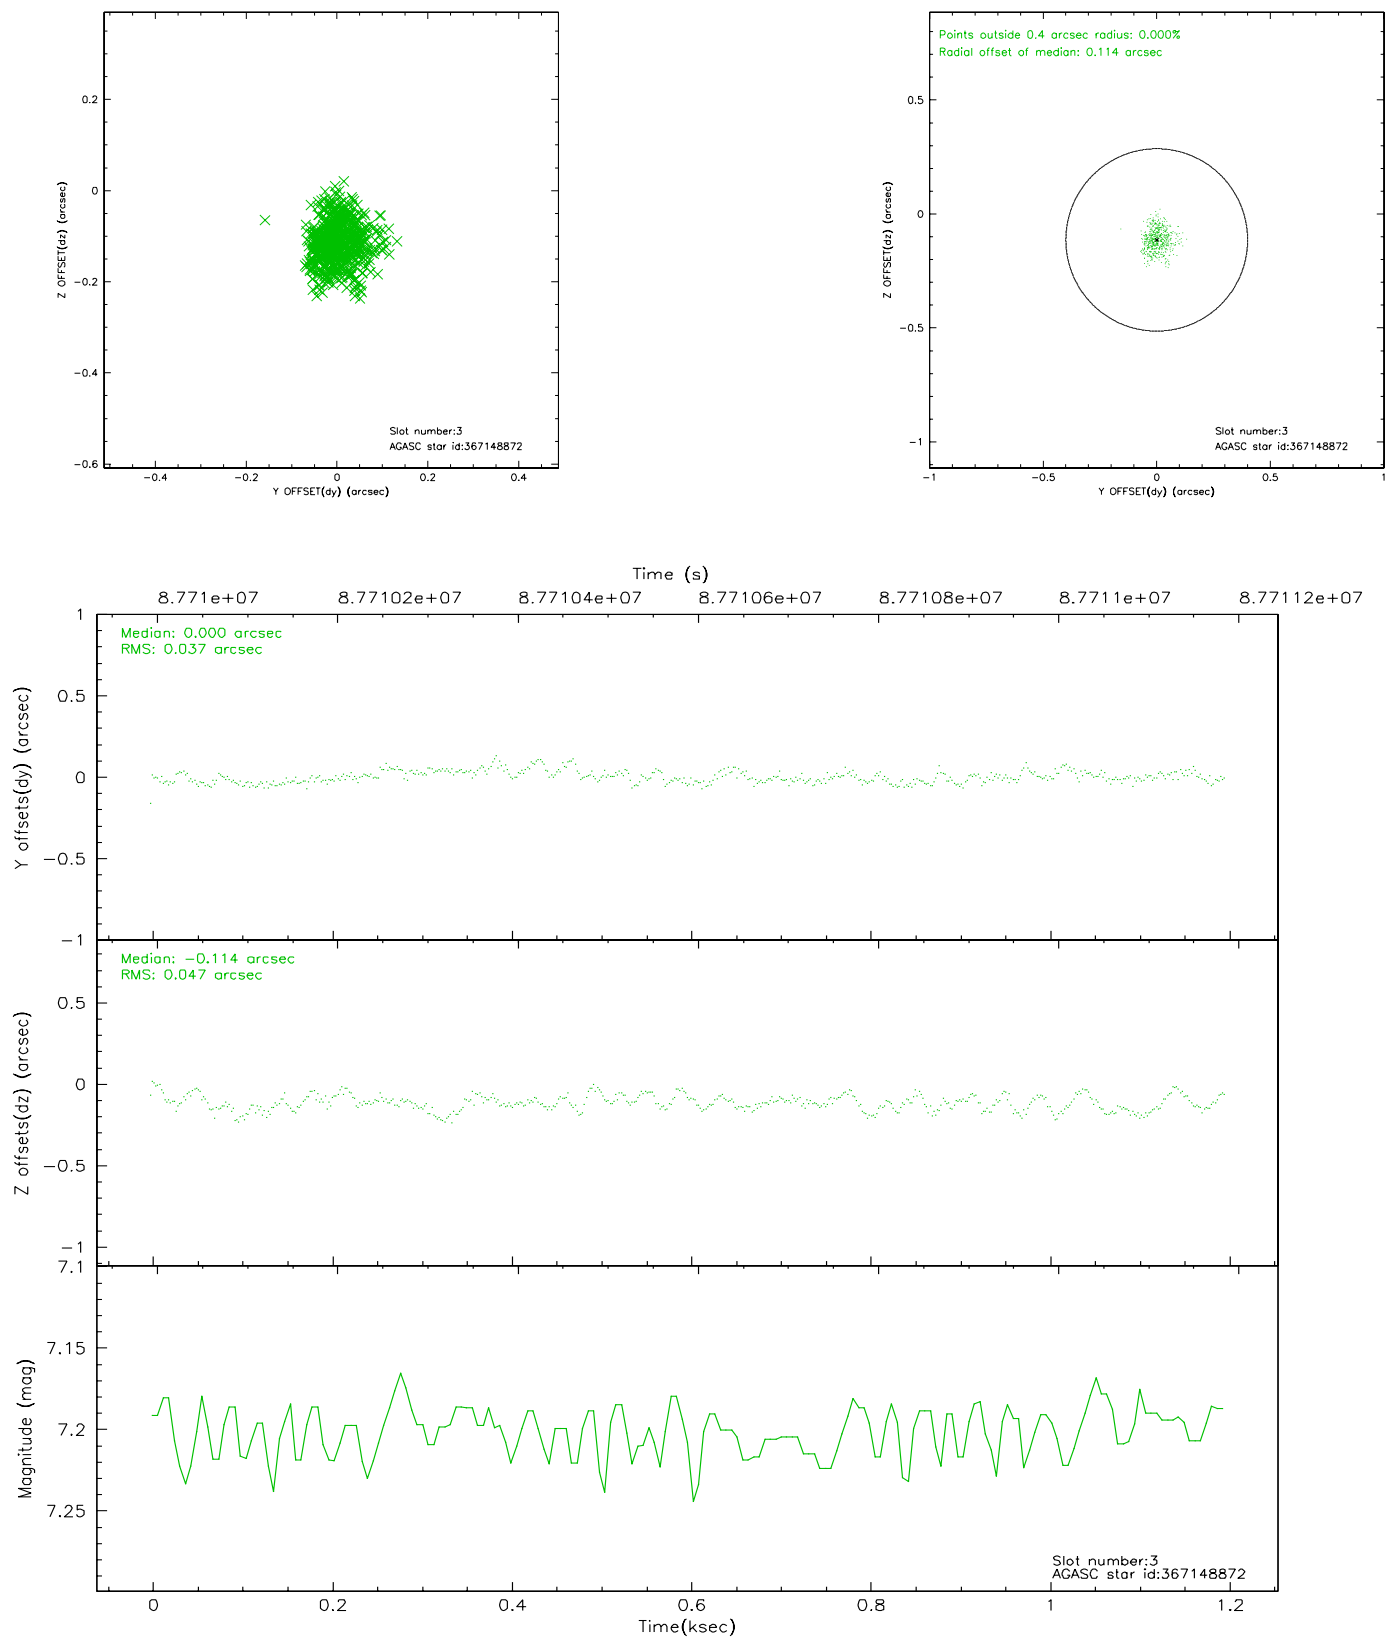 0.2
0
−0.2
−0.4
−0.6
Z OFFSET(dz) (arcsec)
Slot number:3
AGASC star id:367148872
−0.4 −0.2 0 0.2 0.4
Y OFFSET(dy) (arcsec)
Points outside 0.4 arcsec radius: 0.000%
Radial offset of median: 0.114 arcsec
0.5
0
−0.5
−1
Z OFFSET(dz) (arcsec)
Slot number:3
AGASC star id:367148872
−1 −0.5 0 0.5 1
Y OFFSET(dy) (arcsec)
Time (s)
8.771e+07 8.77102e+07 8.77104e+07 8.77106e+07 8.77108e+07 8.7711e+07 8.77112e+07
Median: 0.000 arcsec
RMS: 0.037 arcsec
1
0.5
0
−0.5
−1
Y offsets(dy) (arcsec)
Median: −0.114 arcsec
RMS: 0.047 arcsec
0.5
0
−0.5
−1
Z offsets(dz) (arcsec)
7.1
7.15
7.2
7.25
Magnitude (mag)
Slot number:3
AGASC star id:367148872
0 0.2 0.4 0.6 0.8 1 1.2
Time(ksec)